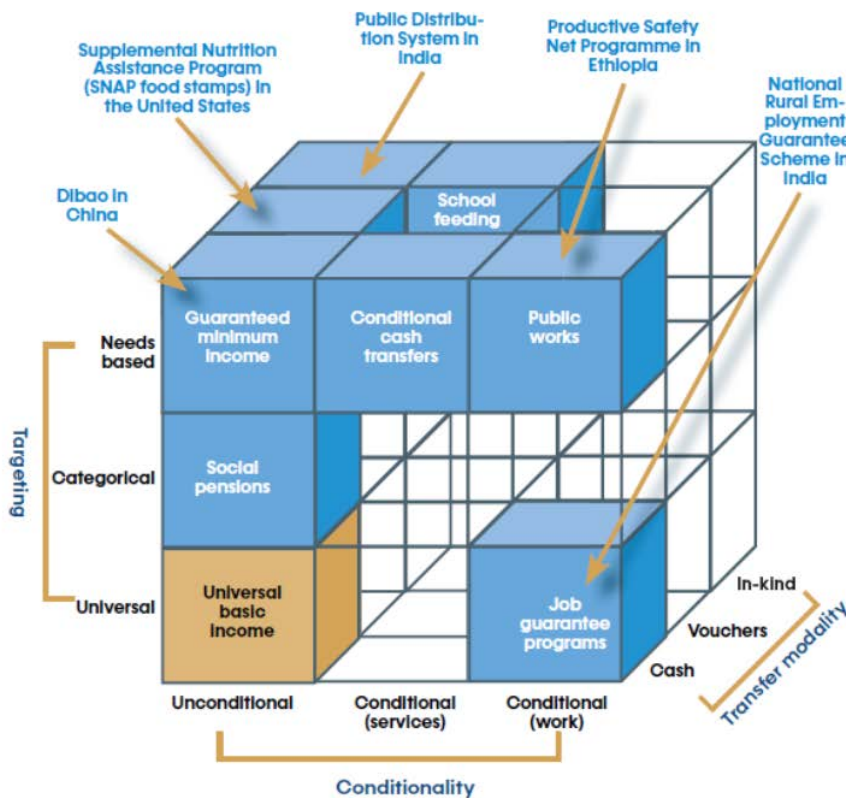 Public Distribu-
tion System in
India
Productive Safety
Net Programme in
Ethiopia
Supplemental Nutrition
Assistance Program
(SNAP food stamps) in
the United States
National
Rural Em-
ployment
Guarantee
Scheme in
India
Dibao in
China
School
feeding
Guaranteed
minimum
income
Conditional
cash
transfers
Public
works
Needs
based
Targeting
Categorical
Social
pensions
Universal
Universal
basic
income
Job
guarantee
programs
In-kind
Vouchers
Cash
Transfer modality
Unconditional
Conditional
(services)
Conditional
(work)
Conditionality